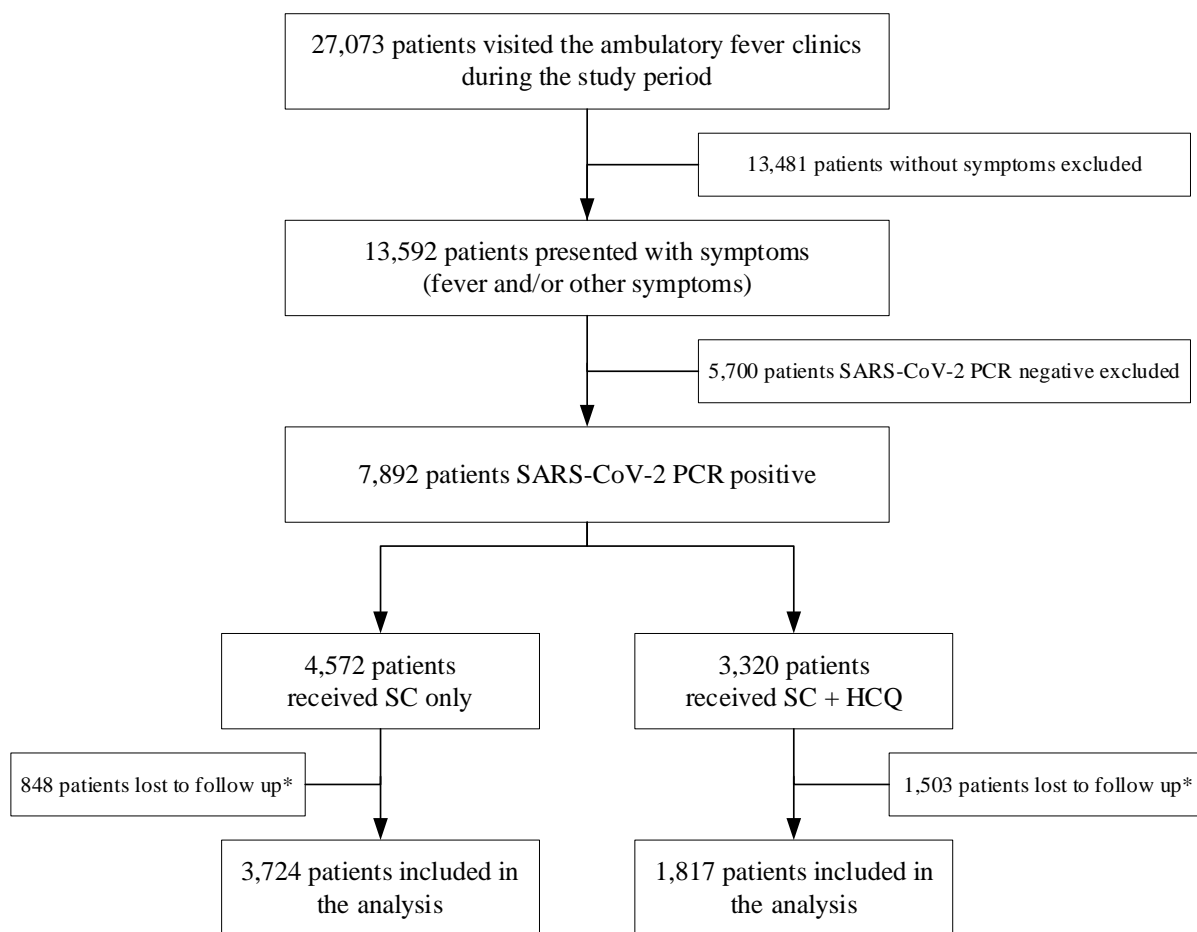 27,073 patients visited the ambulatory fever clinics
during the study period
13,481 patients without symptoms excluded
13,592 patients presented with symptoms
(fever and/or other symptoms)
5,700 patients SARS-CoV-2 PCR negative excluded
7,892 patients SARS-CoV-2 PCR positive
4,572 patients
received SC only
3,320 patients
received SC + HCQ
848 patients lost to follow up*
1,503 patients lost to follow up*
3,724 patients included in
the analysis
1,817 patients included in
the analysis